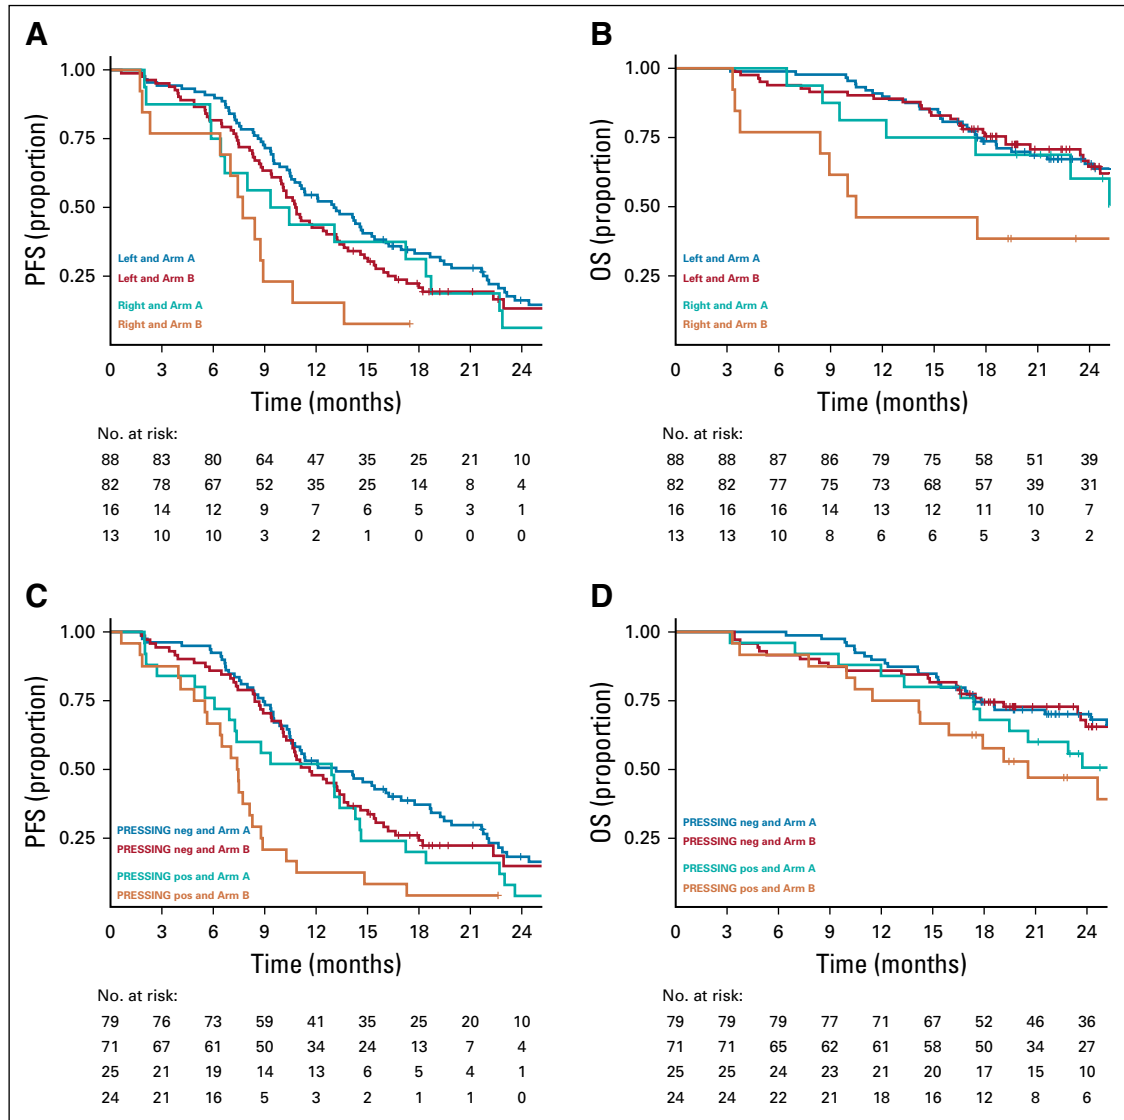 A
PFS (proportion)
1.00
0.75
0.50
0.25
Left and Arm A
Left and Arm B
Right and Arm A
Right and Arm B
0 3 6 9 12 15 18 21 24
Time (months)
No. at risk:
88 83 80 64 47 35 25 21 10
82 78 67 52 35 25 14 8 4
16 14 12 9 7 6 5 3 1
13 10 10 3 2 1 0 0 0
B
OS (proportion)
1.00
0.75
0.50
0.25
Left and Arm A
Left and Arm B
Right and Arm A
Right and Arm B
0 3 6 9 12 15 18 21 24
Time (months)
No. at risk:
88 88 87 86 79 75 58 51 39
82 82 77 75 73 68 57 39 31
16 16 16 14 13 12 11 10 7
13 13 10 8 6 6 5 3 2
C
PFS (proportion)
1.00
0.75
0.50
0.25
PRESSING neg and Arm A
PRESSING neg and Arm B
PRESSING pos and Arm A
PRESSING pos and Arm B
0 3 6 9 12 15 18 21 24
Time (months)
No. at risk:
79 76 73 59 41 35 25 20 10
71 67 61 50 34 24 13 7 4
25 21 19 14 13 6 5 4 1
24 21 16 5 3 2 1 1 0
D
OS (proportion)
1.00
0.75
0.50
0.25
PRESSING neg and Arm A
PRESSING neg and Arm B
PRESSING pos and Arm A
PRESSING pos and Arm B
0 3 6 9 12 15 18 21 24
Time (months)
No. at risk:
79 79 79 77 71 67 52 46 36
71 71 65 62 61 58 50 34 27
25 25 24 23 21 20 17 15 10
24 24 22 21 18 16 12 8 6